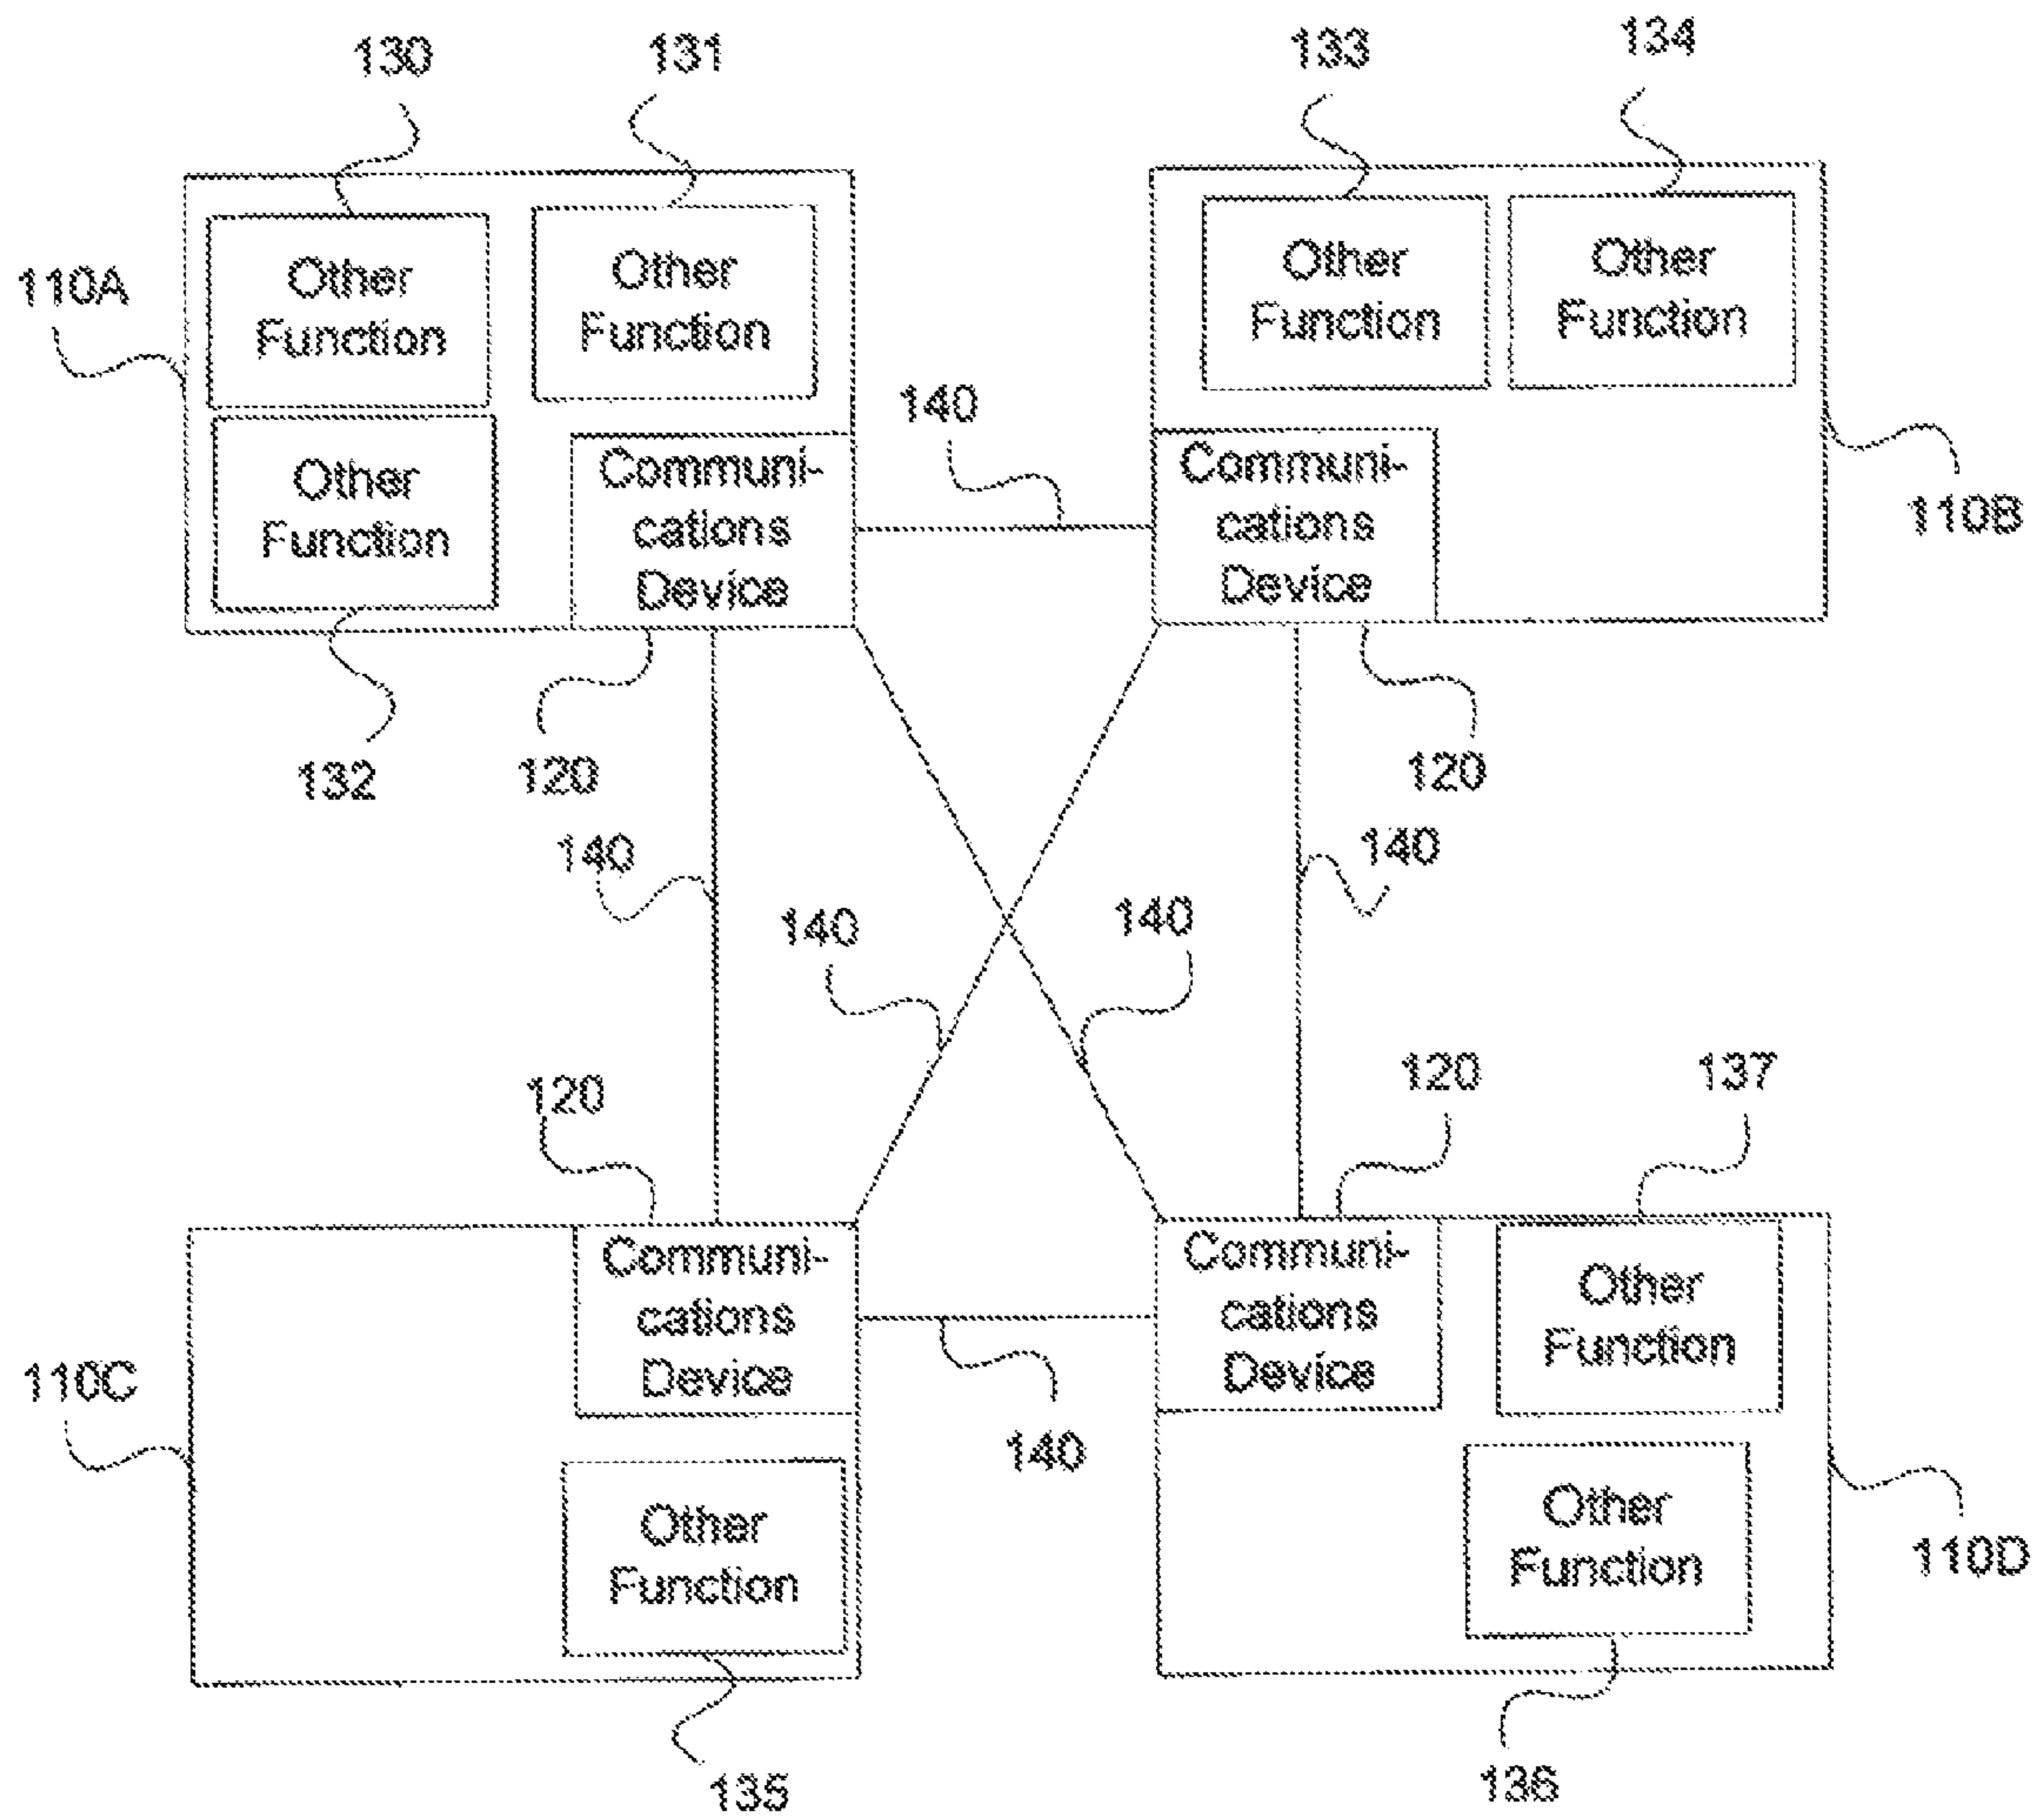 130
131
133
134
110A
Other
Function
Other
Function
Other
Function
Other
Function
140
Other
Function
Communi-
cations
Device
Communi-
cations
Device
110B
132
120
120
140
140
140
140
120
120
137
Communi-
cations
Device
Communi-
cations
Device
Other
Function
110C
140
Other
Function
Other
Function
110D
135
136